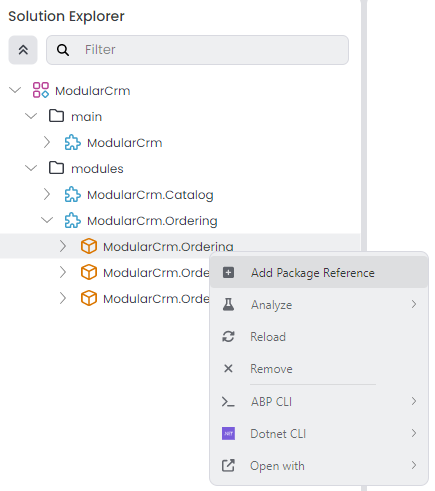 Solution Explorer
Filter
ModularCrm
main
ModularCrm
modules
ModularCrm.Catalog
ModularCrm.Ordering
ModularCrm.Ordering
ModularCrm.Orde
Add Package Reference
ModularCrm.Orde
Analyze
Reload
Remove
ABP CLI
Dotnet CLI
Open with